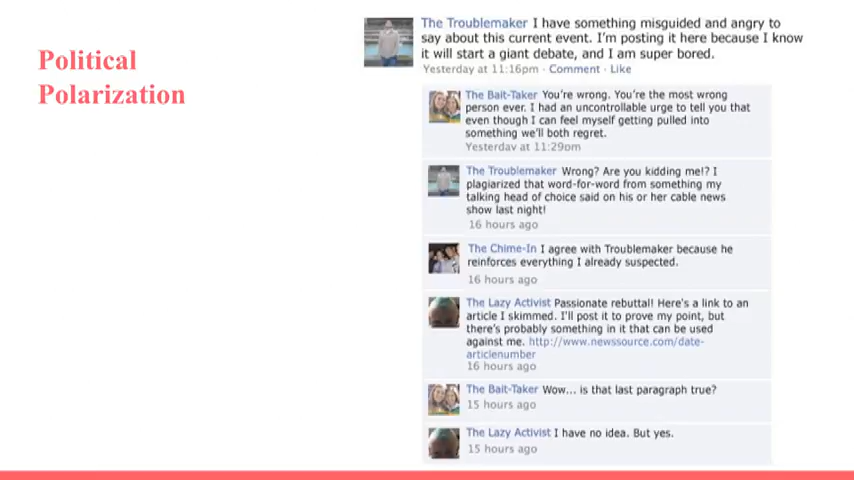 Political
Polarization
The Troublemaker I have something misguided and angry to
say about this current event. I'm posting it here because I know
it will start a giant debate, and I am super bored.
Yesterday at 11:16pm · Comment · Like
The Bait-Taker You're wrong. You're the most wrong
person ever. I had an uncontrollable urge to tell you that
even though I can feel myself getting pulled into
something we'll both regret.
Yesterday at 11:29pm
The Troublemaker Wrong? Are you kidding me!? I
plagiarized that word-for-word from something my
talking head of choice said on his or her cable news
show last night!
16 hours ago
The Chime-In I agree with Troublemaker because he
reinforces everything I already suspected.
16 hours ago
The Lazy Activist Passionate rebuttal! Here's a link to an
article I skimmed. I'll post it to prove my point, but
there's probably something in it that can be used
against me. http://www.newssource.com/date-
articlenumber
16 hours ago
The Bait-Taker Wow... is that last paragraph true?
15 hours ago
The Lazy Activist I have no idea. But yes.
15 hours ago